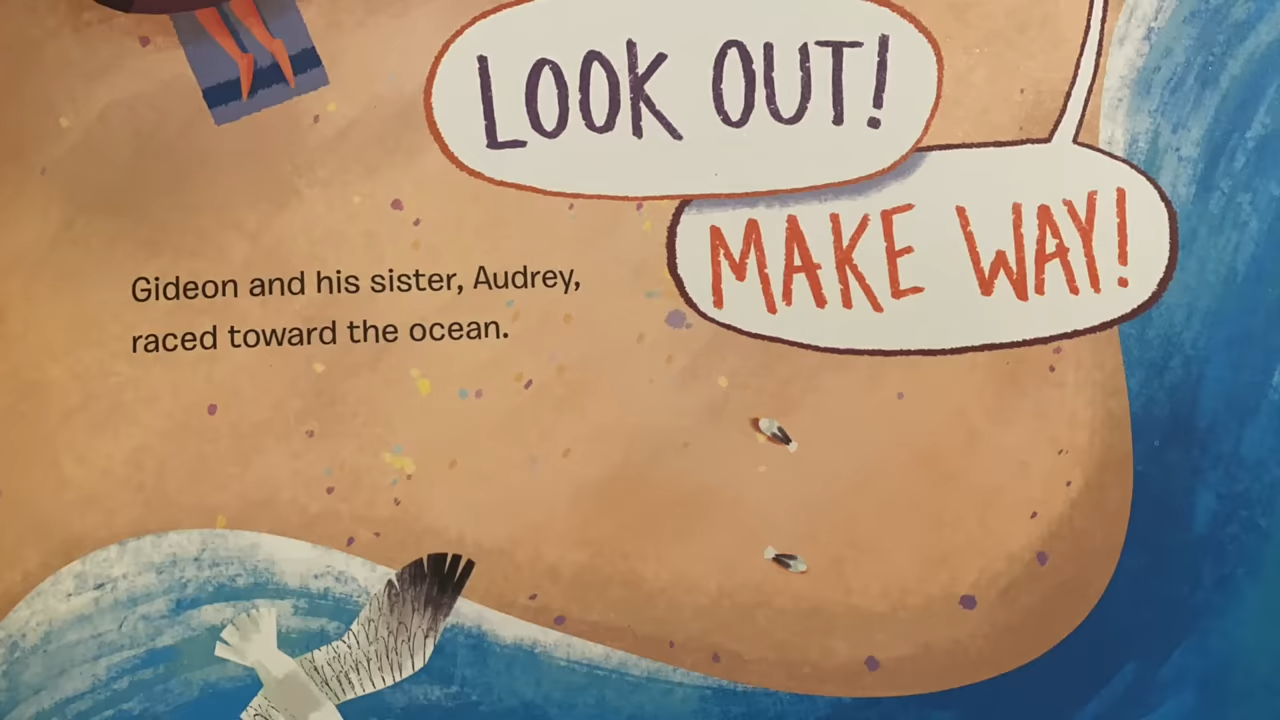 LOOK OUT!
MAKE WAY!
Gideon and his sister, Audrey,
raced toward the ocean.